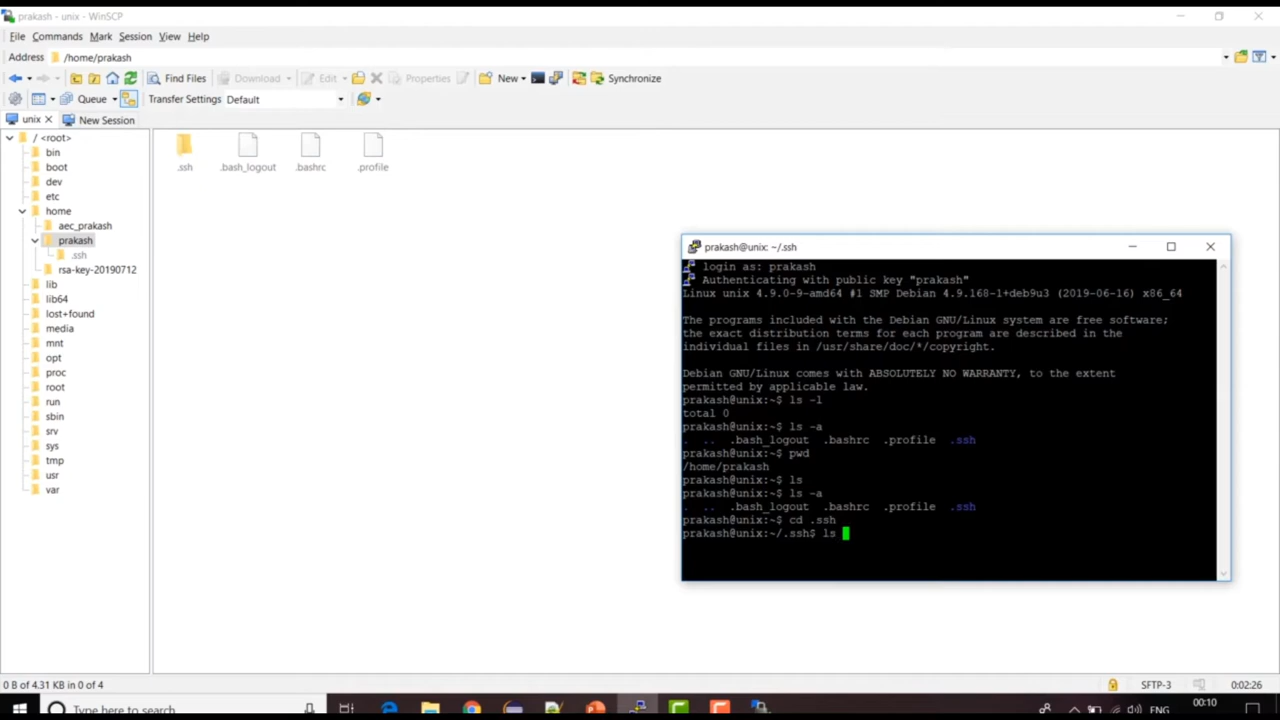 prakash - unix - WinSCP
File Commands Mark Session View Help
Address /home/prakash
Find Files Download Edit Properties New Synchronize
Queue Transfer Settings Default
unix New Session
/ <root>
bin
boot
dev
etc
home
aec_prakash
prakash
.ssh
rsa-key-20190712
lib
lib64
lost+found
media
mnt
opt
proc
root
run
sbin
srv
sys
tmp
usr
var
.ssh .bash_logout .bashrc .profile
prakash@unix: ~/.ssh
login as: prakash
Authenticating with public key "prakash"
Linux unix 4.9.0-9-amd64 #1 SMP Debian 4.9.168-1+deb9u3 (2019-06-16) x86_64
The programs included with the Debian GNU/Linux system are free software;
the exact distribution terms for each program are described in the
individual files in /usr/share/doc/*/copyright.
Debian GNU/Linux comes with ABSOLUTELY NO WARRANTY, to the extent
permitted by applicable law.
prakash@unix:~$ ls -l
total 0
prakash@unix:~$ ls -a
. .. .bash_logout .bashrc .profile .ssh
prakash@unix:~$ pwd
/home/prakash
prakash@unix:~$ ls
prakash@unix:~$ ls -a
. .. .bash_logout .bashrc .profile .ssh
prakash@unix:~$ cd .ssh
prakash@unix:~/.ssh$ ls
0 B of 4.31 KB in 0 of 4
SFTP-3 0:02:26
Type here to search
ENG 00:10